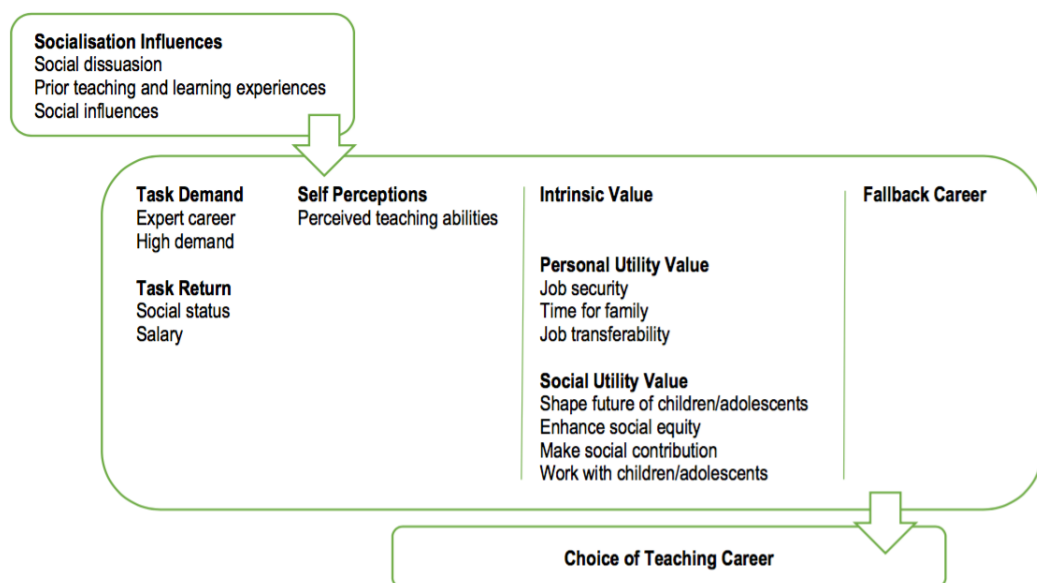 Socialisation Influences
Social dissuasion
Prior teaching and learning experiences
Social influences
Task Demand
Expert career
High demand
Task Return
Social status
Salary
Self Perceptions
Perceived teaching abilities
Intrinsic Value
Personal Utility Value
Job security
Time for family
Job transferability
Social Utility Value
Shape future of children/adolescents
Enhance social equity
Make social contribution
Work with children/adolescents
Fallback Career
Choice of Teaching Career